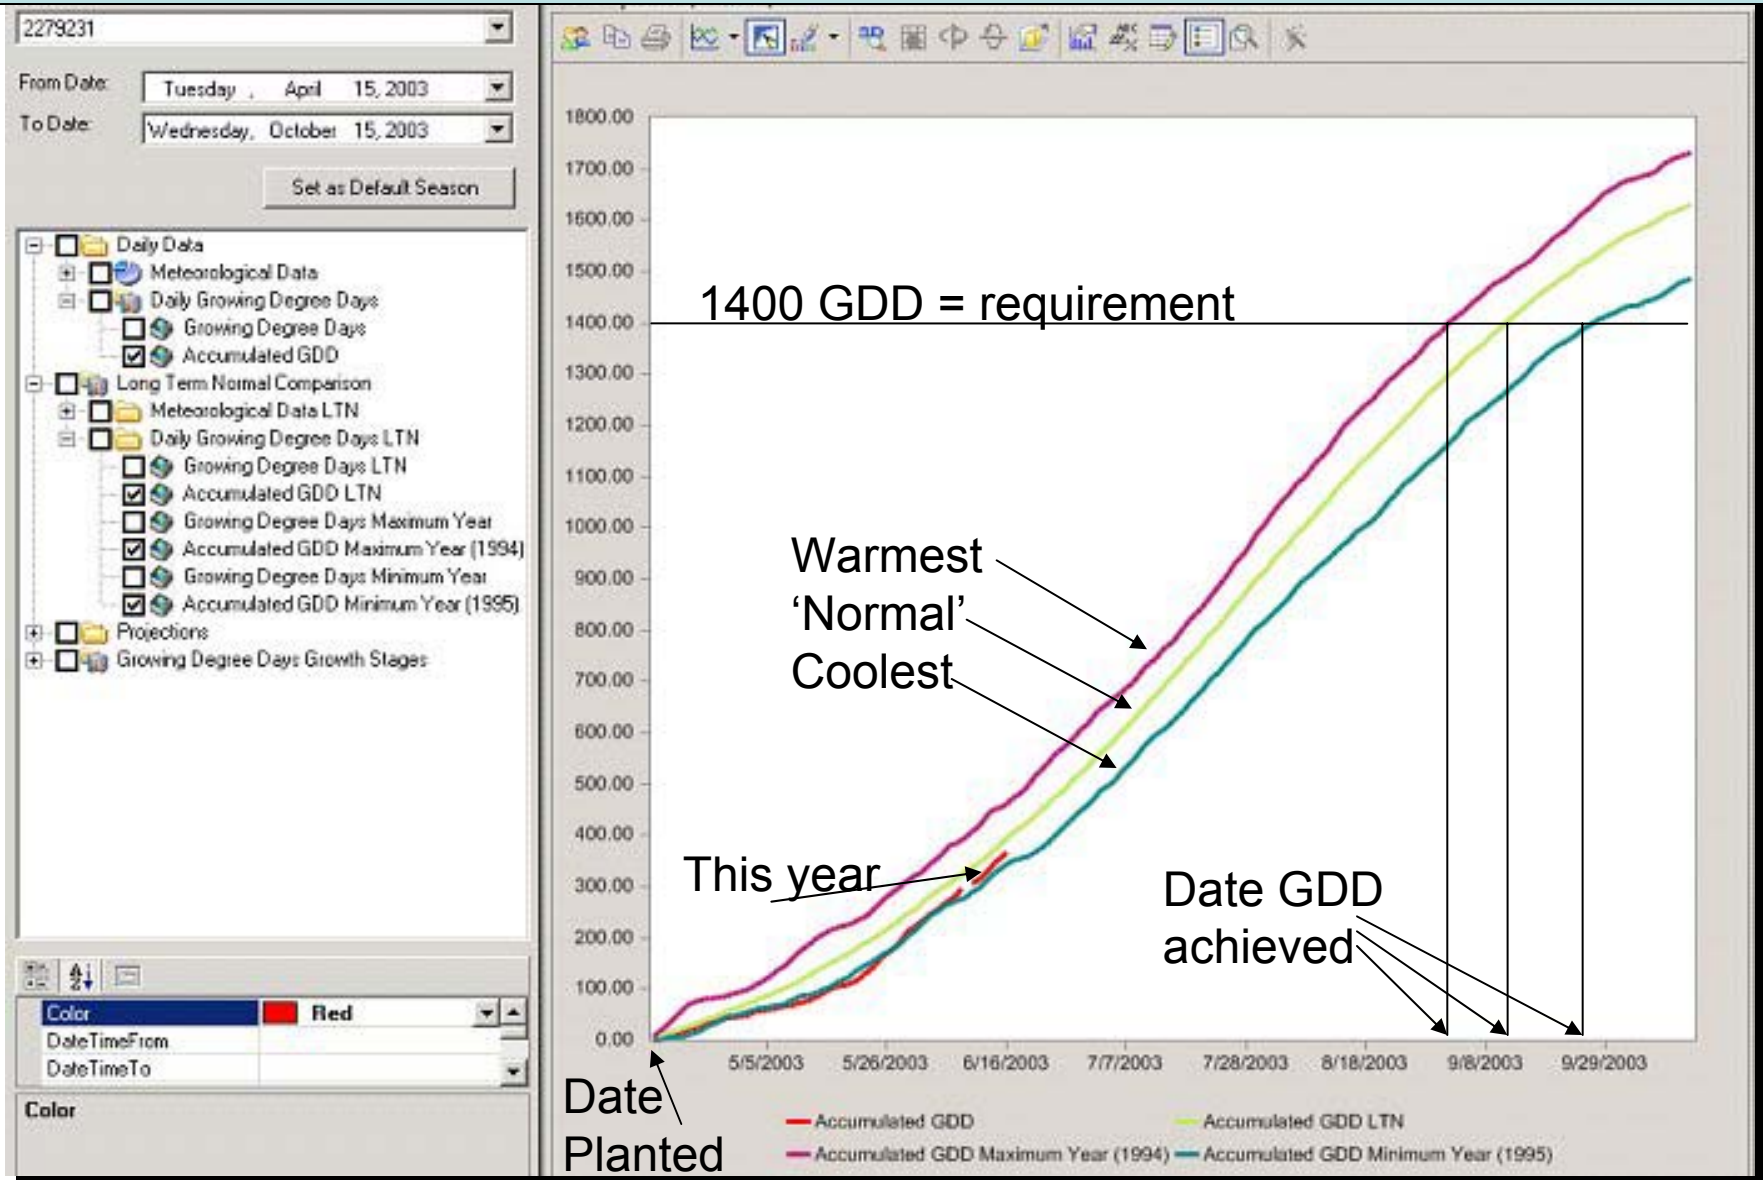 2279231
From Date: Tuesday , April 15, 2003
To Date: Wednesday, October 15, 2003
Set as Default Season
Daily Data
Meteorological Data
Daily Growing Degree Days
Growing Degree Days
Accumulated GDD
Long Term Normal Comparison
Meteorological Data LTN
Daily Growing Degree Days LTN
Growing Degree Days LTN
Accumulated GDD LTN
Growing Degree Days Maximum Year
Accumulated GDD Maximum Year (1994)
Growing Degree Days Minimum Year
Accumulated GDD Minimum Year (1995)
Projections
Growing Degree Days Growth Stages
Color Red
DateTimeFrom
DateTimeTo
Color
1800.00
1700.00
1600.00
1500.00
1400.00
1300.00
1200.00
1100.00
1000.00
900.00
800.00
700.00
600.00
500.00
400.00
300.00
200.00
100.00
0.00
1400 GDD = requirement
Warmest
‘Normal’
Coolest
This year
Date GDD
achieved
5/5/2003 5/26/2003 6/16/2003 7/7/2003 7/28/2003 8/18/2003 9/8/2003 9/29/2003
Date
Planted
Accumulated GDD Accumulated GDD LTN
Accumulated GDD Maximum Year (1994) Accumulated GDD Minimum Year (1995)